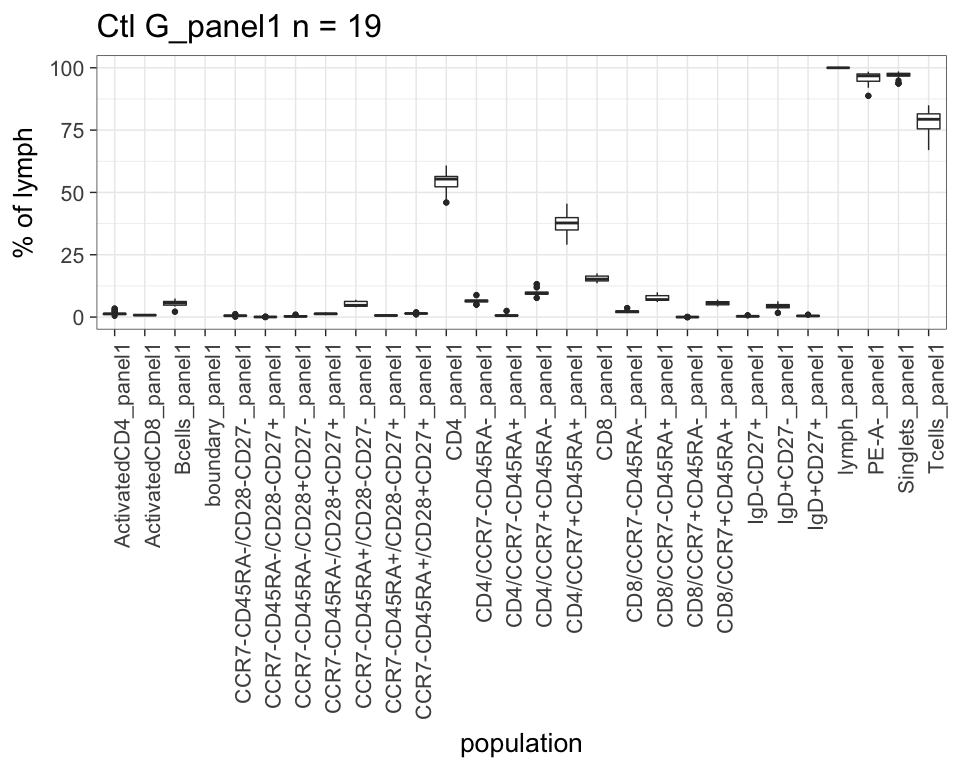 Ctl G_panel1 n = 19
% of lymph
100
75
50
25
0
ActivatedCD4_panel1
ActivatedCD8_panel1
Bcells_panel1
boundary_panel1
CCR7-CD45RA-/CD28-CD27-_panel1
CCR7-CD45RA-/CD28-CD27+_panel1
CCR7-CD45RA-/CD28+CD27-_panel1
CCR7-CD45RA-/CD28+CD27+_panel1
CCR7-CD45RA+/CD28-CD27-_panel1
CCR7-CD45RA+/CD28-CD27+_panel1
CCR7-CD45RA+/CD28+CD27+_panel1
CD4_panel1
CD4/CCR7-CD45RA-_panel1
CD4/CCR7-CD45RA+_panel1
CD4/CCR7+CD45RA-_panel1
CD4/CCR7+CD45RA+_panel1
CD8_panel1
CD8/CCR7-CD45RA-_panel1
CD8/CCR7-CD45RA+_panel1
CD8/CCR7+CD45RA-_panel1
CD8/CCR7+CD45RA+_panel1
IgD-CD27+_panel1
IgD+CD27-_panel1
IgD+CD27+_panel1
lymph_panel1
PE-A-_panel1
Singlets_panel1
Tcells_panel1
population